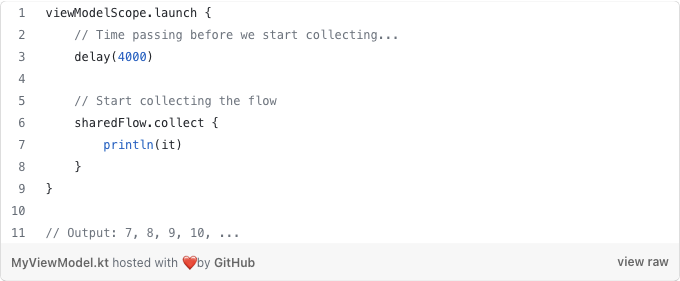 1 viewModelScope.launch {
2 // Time passing before we start collecting...
3 delay(4000)
4
5 // Start collecting the flow
6 sharedFlow.collect {
7 println(it)
8 }
9 }
10
11 // Output: 7, 8, 9, 10, ...
MyViewModel.kt hosted with ❤ by GitHub view raw